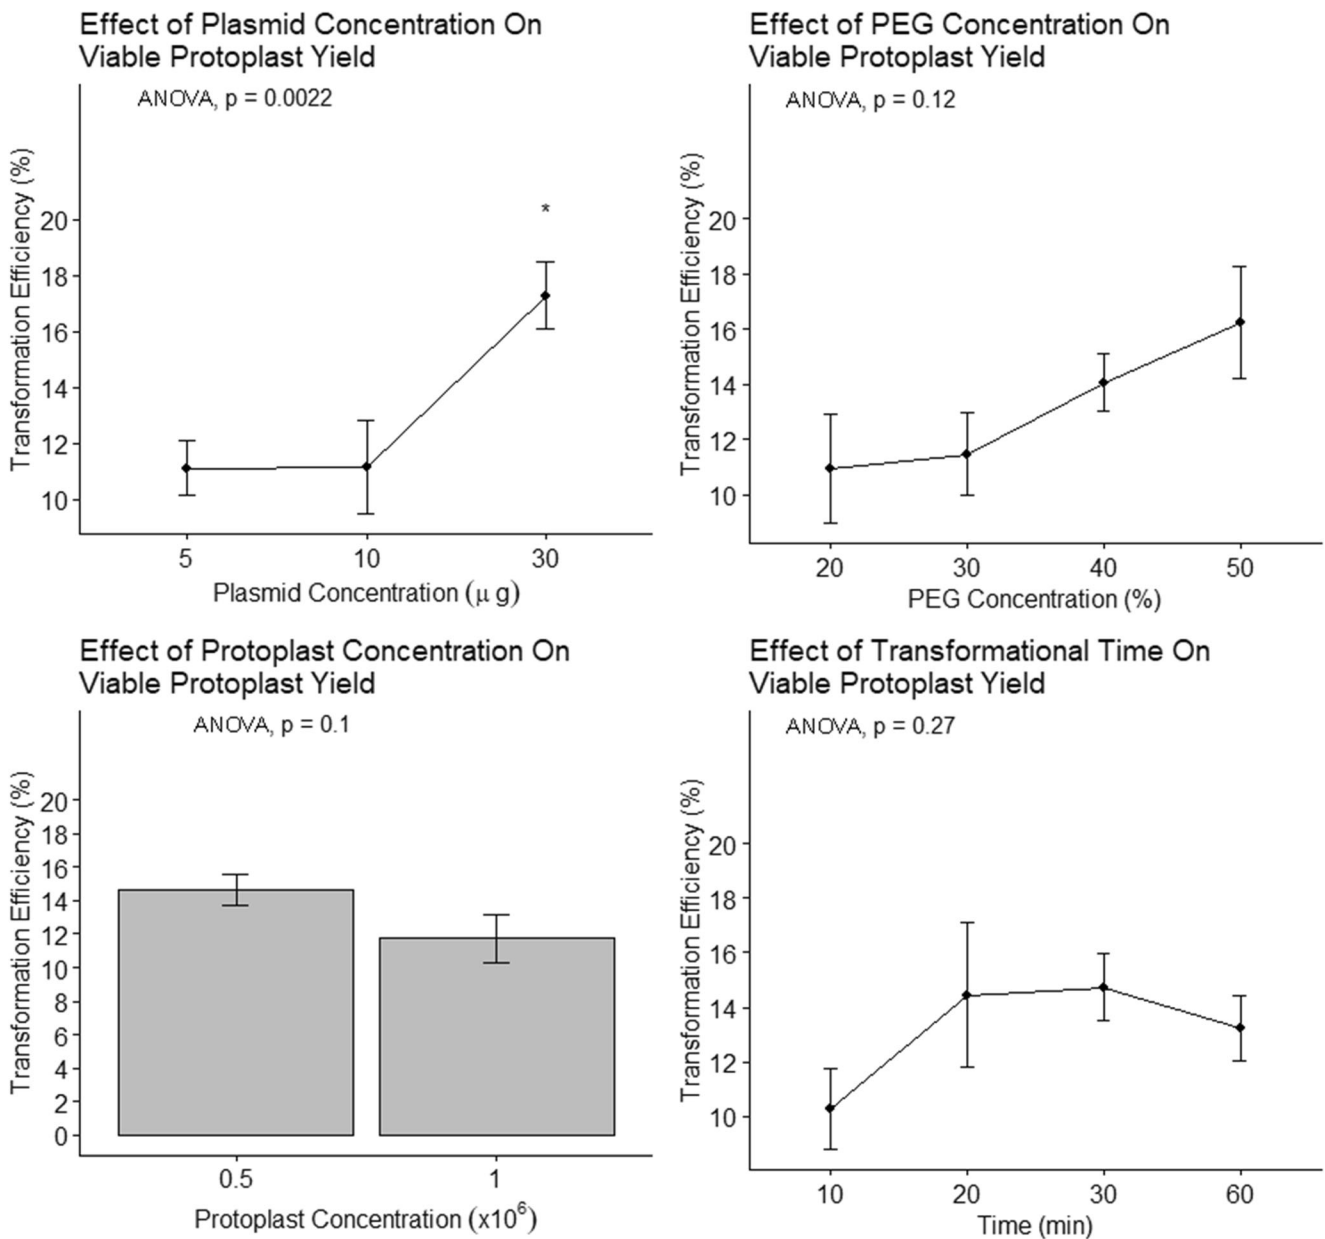 Effect of Plasmid Concentration On
Viable Protoplast Yield
ANOVA, p = 0.0022
Transformation Efficiency (%)
20
18
16
14
12
10
*
5 10 30
Plasmid Concentration (μ g)
Effect of PEG Concentration On
Viable Protoplast Yield
ANOVA, p = 0.12
Transformation Efficiency (%)
20
18
16
14
12
10
20 30 40 50
PEG Concentration (%)
Effect of Protoplast Concentration On
Viable Protoplast Yield
ANOVA, p = 0.1
Transformation Efficiency (%)
20
18
16
14
12
10
8
6
4
2
0
0.5 1
Protoplast Concentration (x10⁶)
Effect of Transformational Time On
Viable Protoplast Yield
ANOVA, p = 0.27
Transformation Efficiency (%)
20
18
16
14
12
10
10 20 30 60
Time (min)